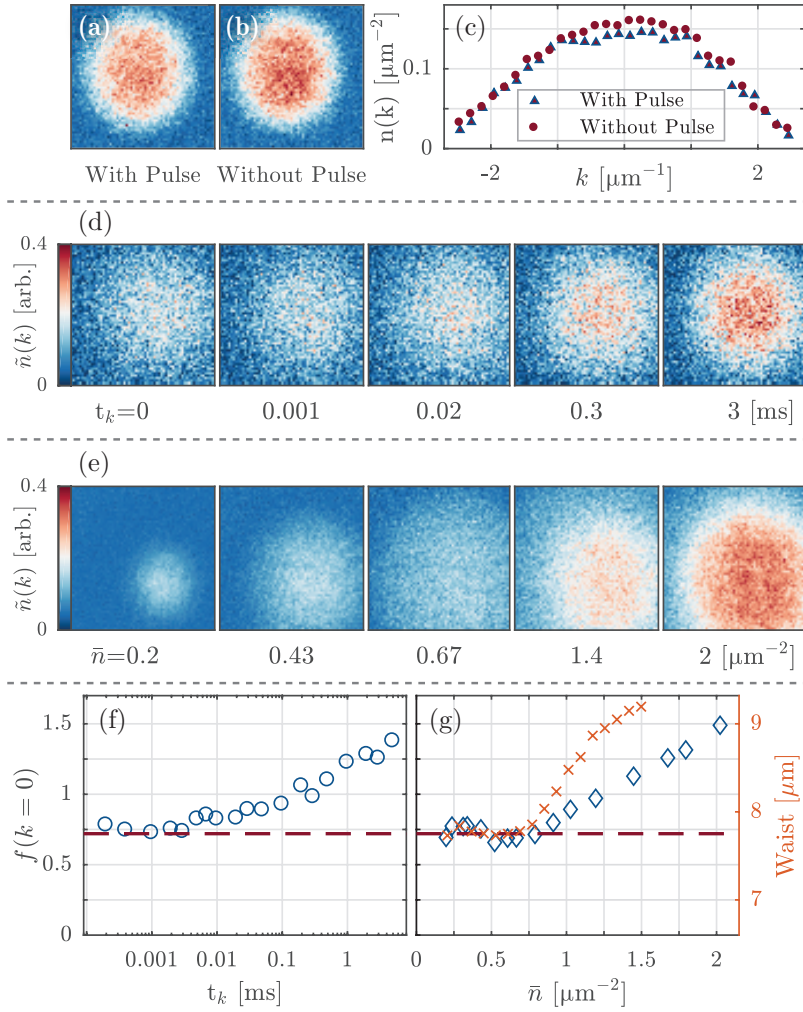 (a) (b) (c)
With Pulse Without Pulse
n(k) [μm⁻²]
0.1
0
With Pulse
Without Pulse
-2 k [μm⁻¹] 2
(d)
ñ(k) [arb.]
0.4
0
tₖ=0 0.001 0.02 0.3 3 [ms]
(e)
ñ(k) [arb.]
0.4
0
n̄=0.2 0.43 0.67 1.4 2 [μm⁻²]
(f) (g)
f(k = 0)
1.5
1
0.5
0
0.001 0.01 0.1 1
tₖ [ms]
0 0.5 1 1.5 2
n̄ [μm⁻²]
9
8
7
Waist [μm]